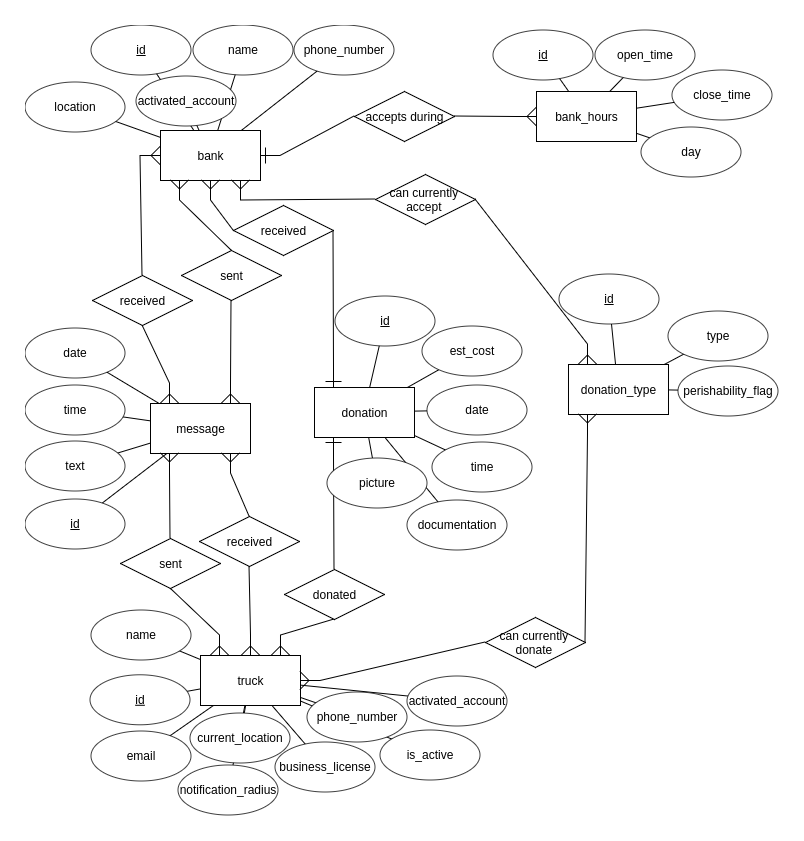 id
name
phone_number
id
open_time
location
activated_account
close_time
accepts during
bank_hours
bank
day
can currently
accept
received
sent
received
id
id
date
est_cost
type
time
message
donation
date
donation_type
perishability_flag
text
time
picture
id
documentation
received
sent
donated
name
can currently
donate
truck
id
activated_account
phone_number
current_location
email
is_active
business_license
notification_radius